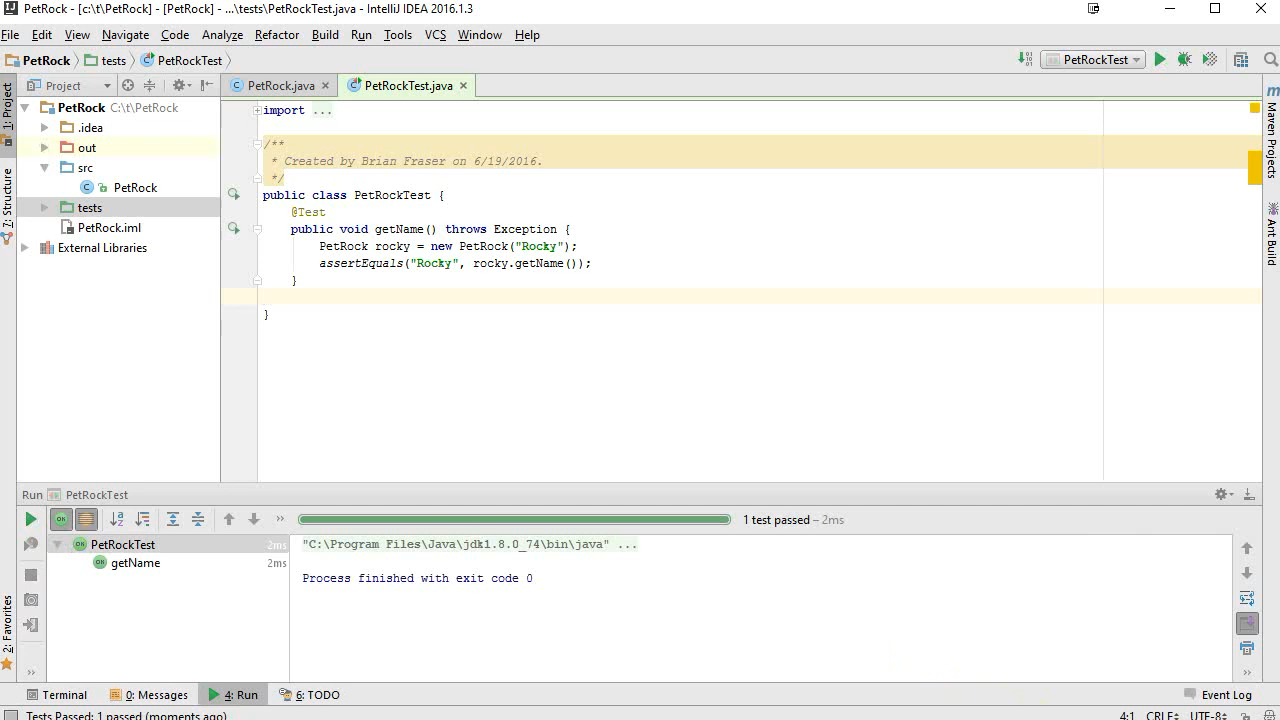 PetRock - [c:\t\PetRock] - [PetRock] - ...\tests\PetRockTest.java - IntelliJ IDEA 2016.1.3
File Edit View Navigate Code Analyze Refactor Build Run Tools VCS Window Help
PetRock tests PetRockTest PetRockTest
Project PetRock.java PetRockTest.java
1: Project
7: Structure
2: Favorites
PetRock C:\t\PetRock
.idea
out
src
PetRock
tests
PetRock.iml
External Libraries
import ...
/**
* Created by Brian Fraser on 6/19/2016.
*/
public class PetRockTest {
@Test
public void getName() throws Exception {
PetRock rocky = new PetRock("Rocky");
assertEquals("Rocky", rocky.getName());
}
}
Maven Projects
Ant Build
Run PetRockTest
1 test passed – 2ms
PetRockTest 2ms
getName 2ms
"C:\Program Files\Java\jdk1.8.0_74\bin\java" ...
Process finished with exit code 0
Terminal 0: Messages 4: Run 6: TODO Event Log
Tests Passed: 1 passed (moments ago) 4:1 CRLF UTF-8